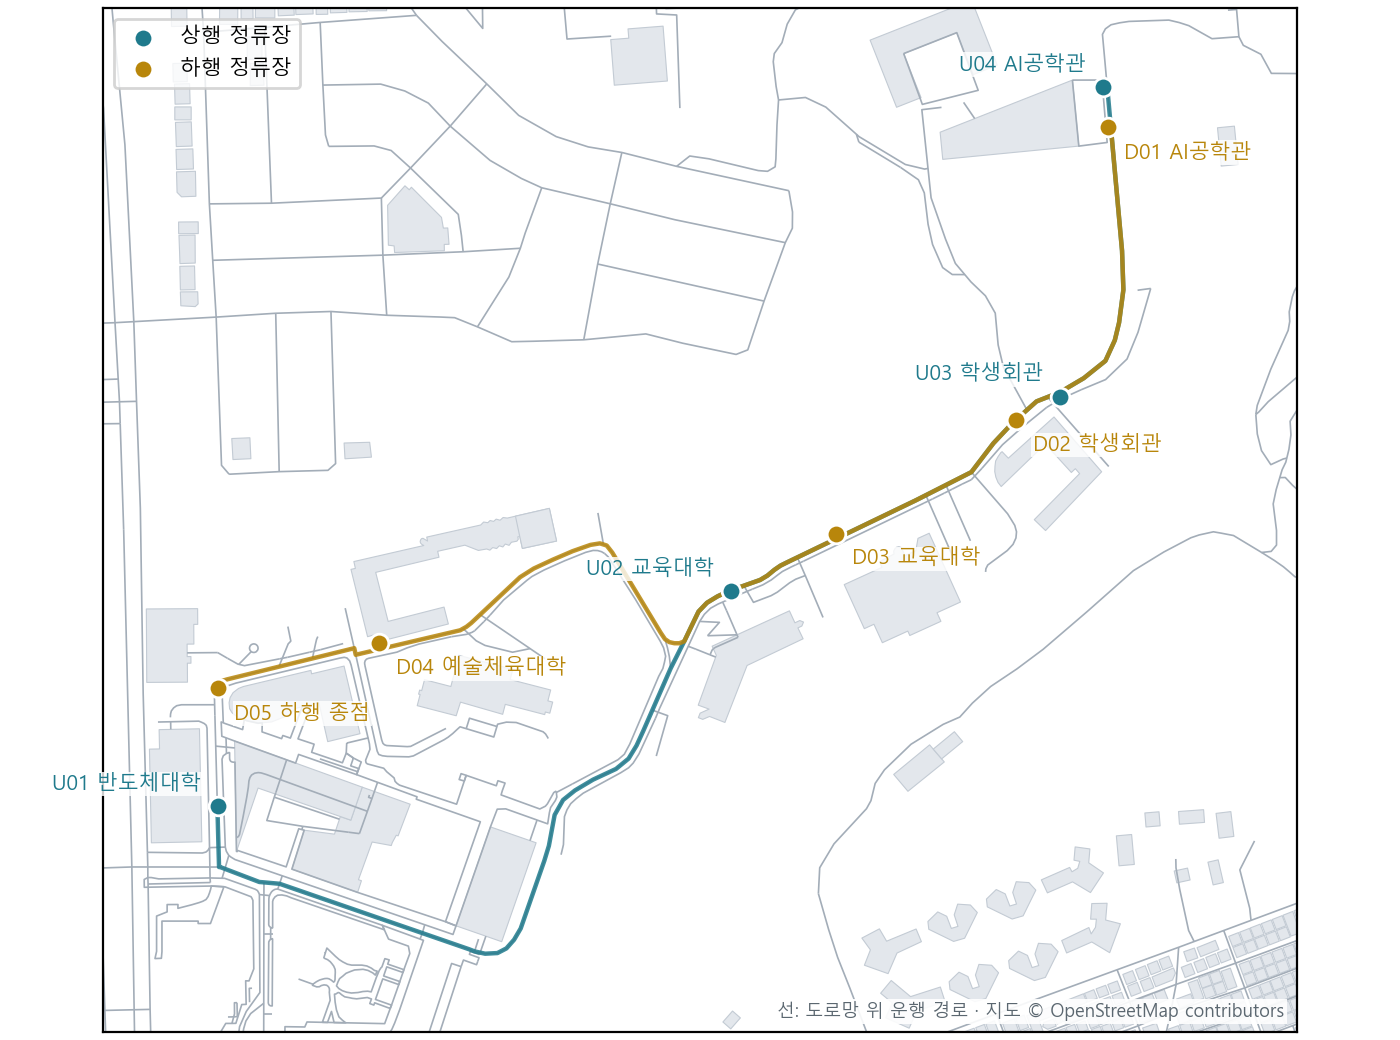 상행 정류장
하행 정류장
U04 AI공학관
D01 AI공학관
U03 학생회관
D02 학생회관
D03 교육대학
U02 교육대학
D04 예술체육대학
D05 하행 종점
U01 반도체대학
선: 도로망 위 운행 경로 · 지도 © OpenStreetMap contributors